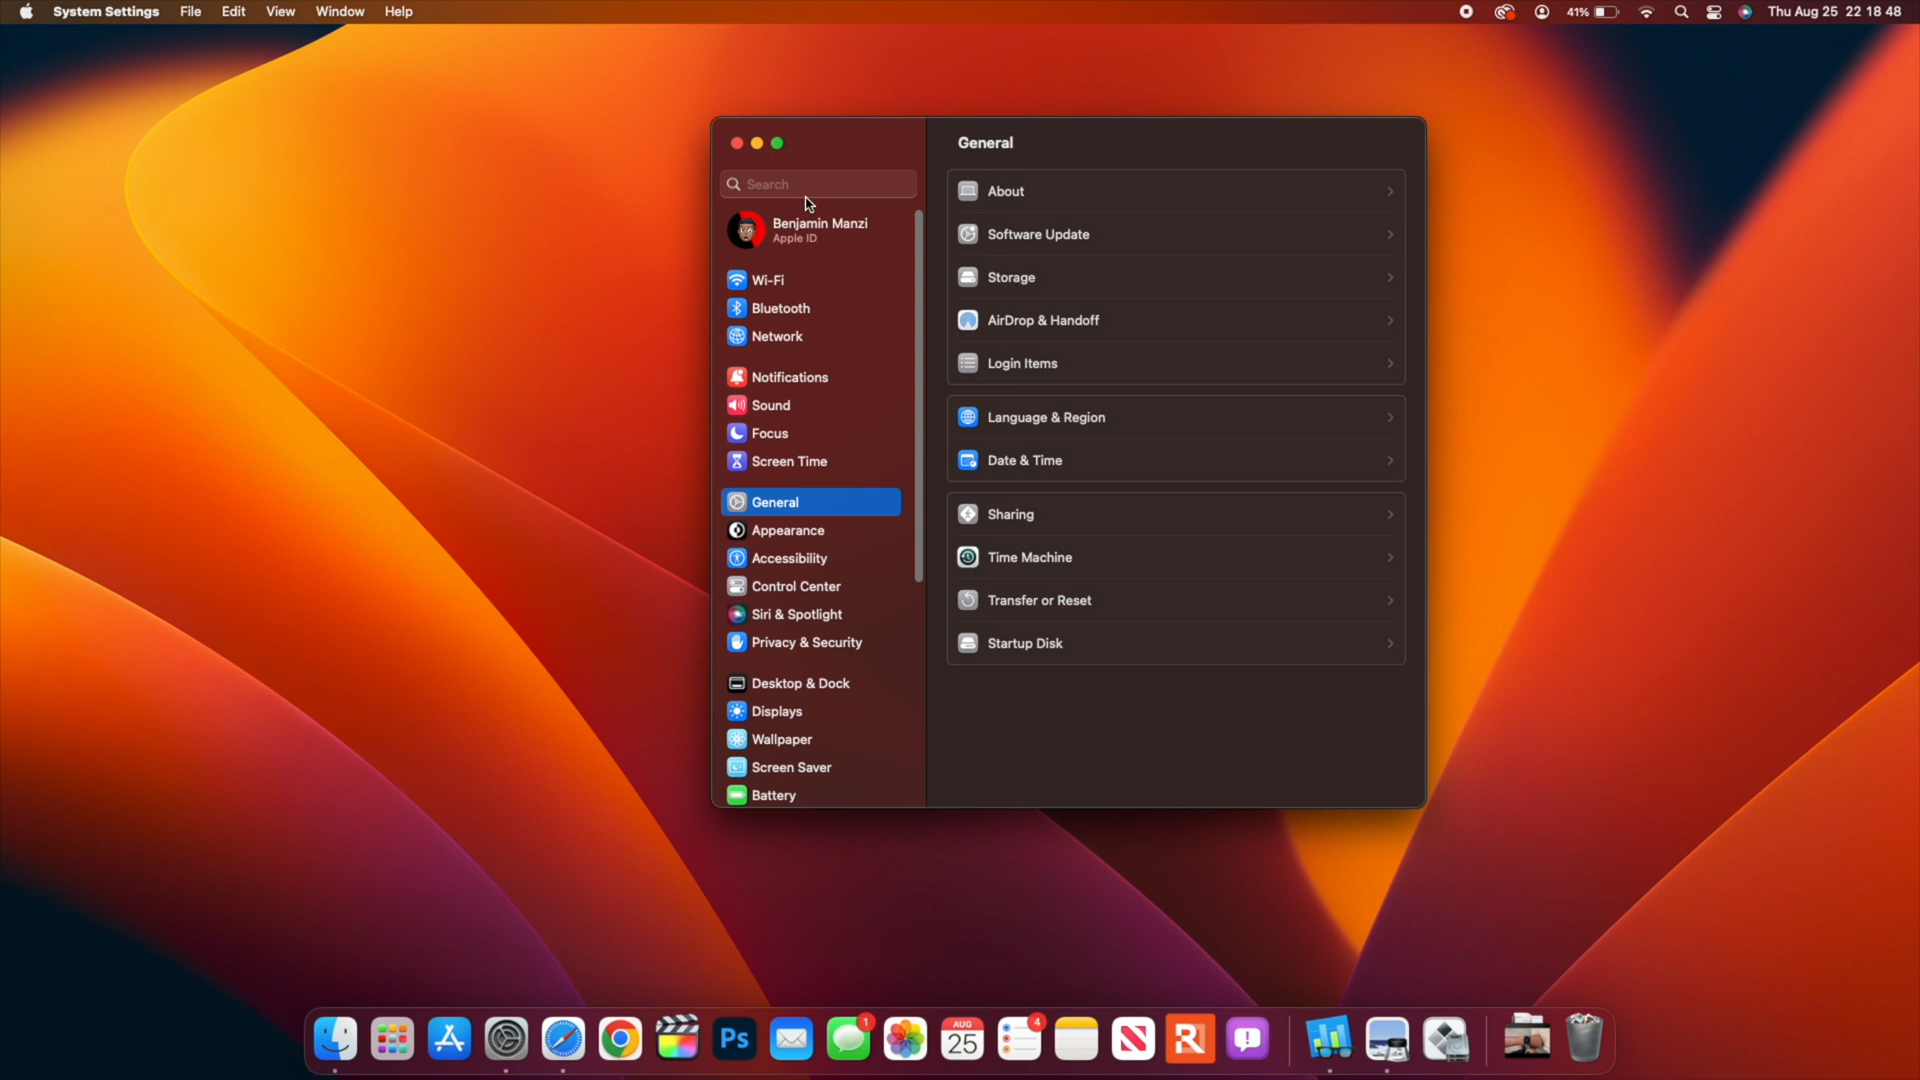 System Settings File Edit View Window Help 41% Thu Aug 25 22 18 48
General
Search
Benjamin Manzi
Apple ID
Wi-Fi
Bluetooth
Network
Notifications
Sound
Focus
Screen Time
General
Appearance
Accessibility
Control Center
Siri & Spotlight
Privacy & Security
Desktop & Dock
Displays
Wallpaper
Screen Saver
Battery
About
Software Update
Storage
AirDrop & Handoff
Login Items
Language & Region
Date & Time
Sharing
Time Machine
Transfer or Reset
Startup Disk
Ps 1 AUG 4
25